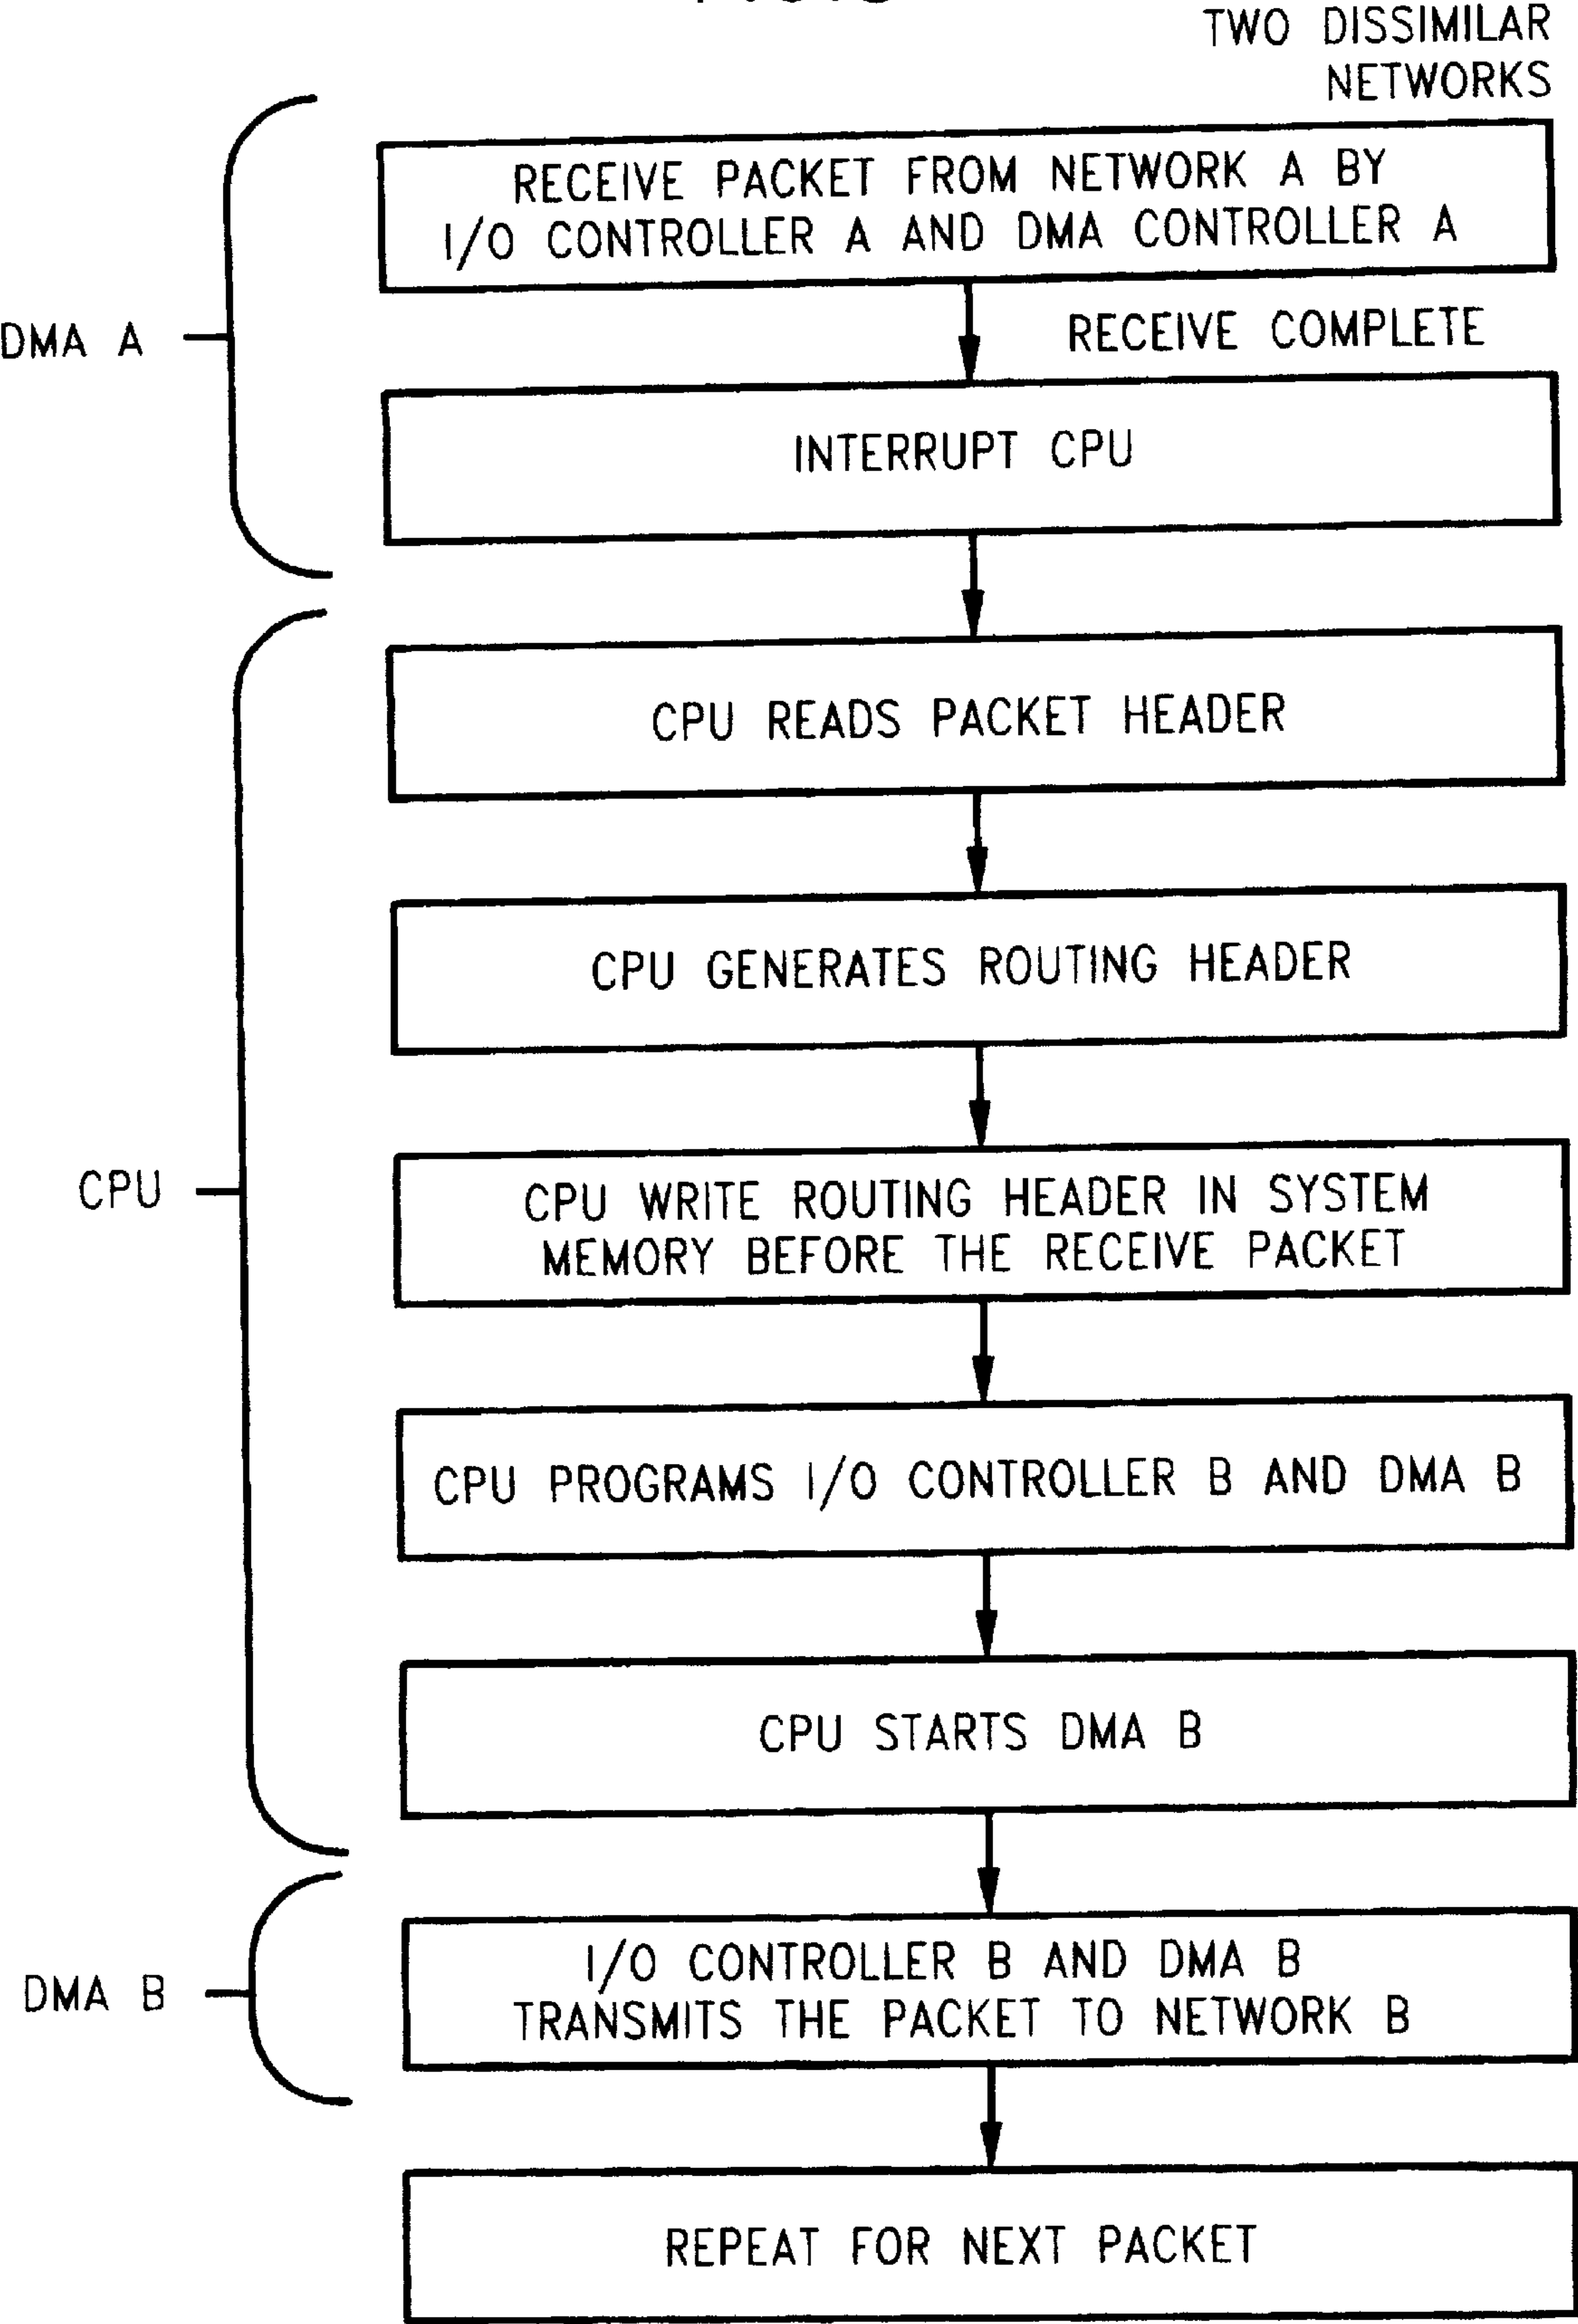 TWO DISSIMILAR
NETWORKS
RECEIVE PACKET FROM NETWORK A BY
I/O CONTROLLER A AND DMA CONTROLLER A
DMA A
RECEIVE COMPLETE
INTERRUPT CPU
CPU READS PACKET HEADER
CPU GENERATES ROUTING HEADER
CPU
CPU WRITE ROUTING HEADER IN SYSTEM
MEMORY BEFORE THE RECEIVE PACKET
CPU PROGRAMS I/O CONTROLLER B AND DMA B
CPU STARTS DMA B
DMA B
I/O CONTROLLER B AND DMA B
TRANSMITS THE PACKET TO NETWORK B
REPEAT FOR NEXT PACKET